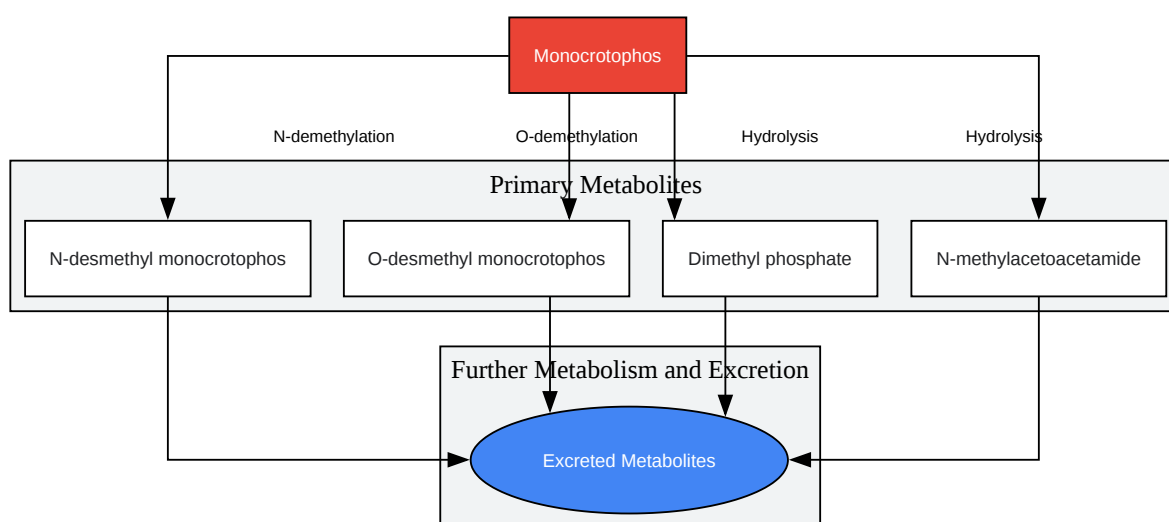 Monocrotophos
N-demethylation
O-demethylation
Hydrolysis
Hydrolysis
Primary Metabolites
N-desmethyl monocrotophos
O-desmethyl monocrotophos
Dimethyl phosphate
N-methylacetoacetamide
Further Metabolism and Excretion
Excreted Metabolites